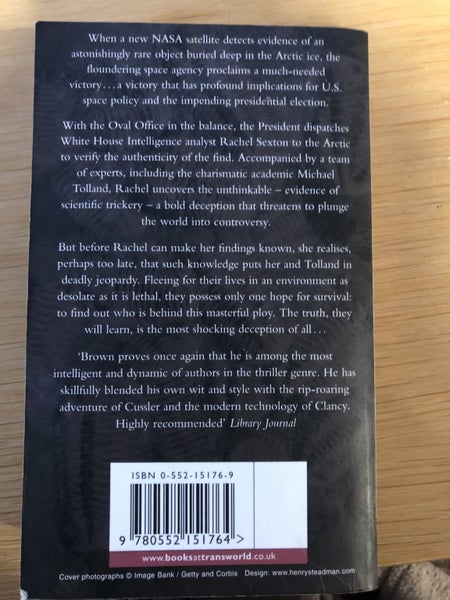 When a new NASA satellite detects evidence of an
astonishingly rare object buried deep in the Arctic ice, the
floundering space agency proclaims a much-needed
victory...a victory that has profound implications for U.S.
space policy and the impending presidential election.
With the Oval Office in the balance, the President dispatches
White House Intelligence analyst Rachel Sexton to the Arctic
to verify the authenticity of the find. Accompanied by a team
of experts, including the charismatic academic Michael
Tolland, Rachel uncovers the unthinkable – evidence of
scientific trickery – a bold deception that threatens to plunge
the world into controversy.
But before Rachel can make her findings known, she realises,
perhaps too late, that such knowledge puts her and Tolland in
deadly jeopardy. Fleeing for their lives in an environment as
desolate as it is lethal, they possess only one hope for survival:
to find out who is behind this masterful ploy. The truth, they
will learn, is the most shocking deception of all...
‘Brown proves once again that he is among the most
intelligent and dynamic of authors in the thriller genre. He has
skillfully blended his own wit and style with the rip-roaring
adventure of Cussler and the modern technology of Clancy.
Highly recommended’ Library Journal
ISBN 0-552-15176-9
9 780552 151764 >
www.booksattransworld.co.uk
Cover photographs © Image Bank / Getty and Corbis Design: www.henrysteadman.com